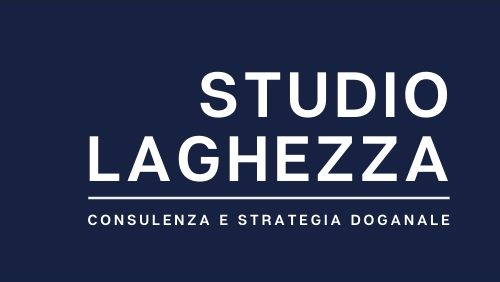 STUDIO
LAGHEZZA
CONSULENZA E STRATEGIA DOGANALE